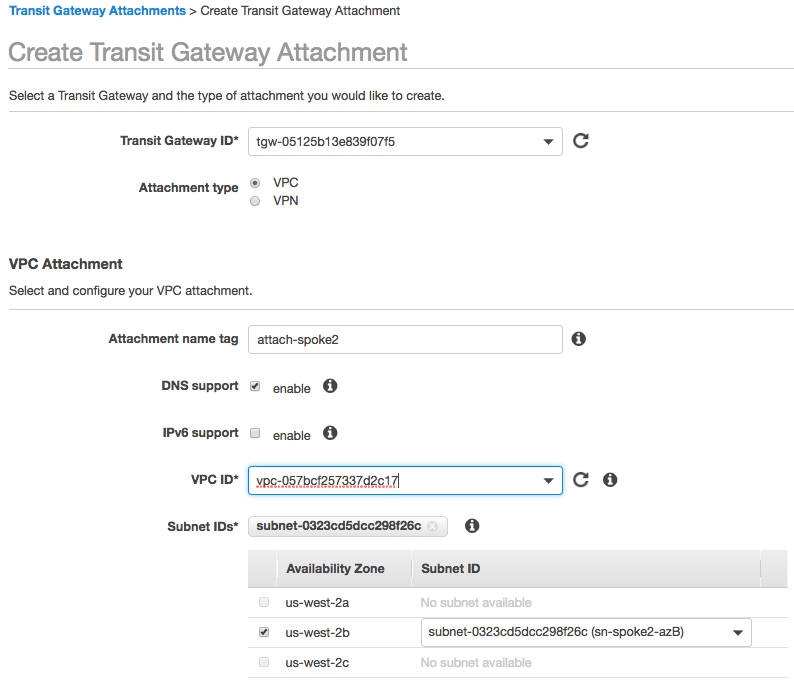 Transit Gateway Attachments > Create Transit Gateway Attachment
Create Transit Gateway Attachment
Select a Transit Gateway and the type of attachment you would like to create.
Transit Gateway ID* tgw-05125b13e839f07f5
Attachment type VPC
VPN
VPC Attachment
Select and configure your VPC attachment.
Attachment name tag attach-spoke2
DNS support enable
IPv6 support enable
VPC ID* vpc-057bcf257337d2c17
Subnet IDs* subnet-0323cd5dcc298f26c
Availability Zone Subnet ID
us-west-2a No subnet available
us-west-2b subnet-0323cd5dcc298f26c (sn-spoke2-azB)
us-west-2c No subnet available